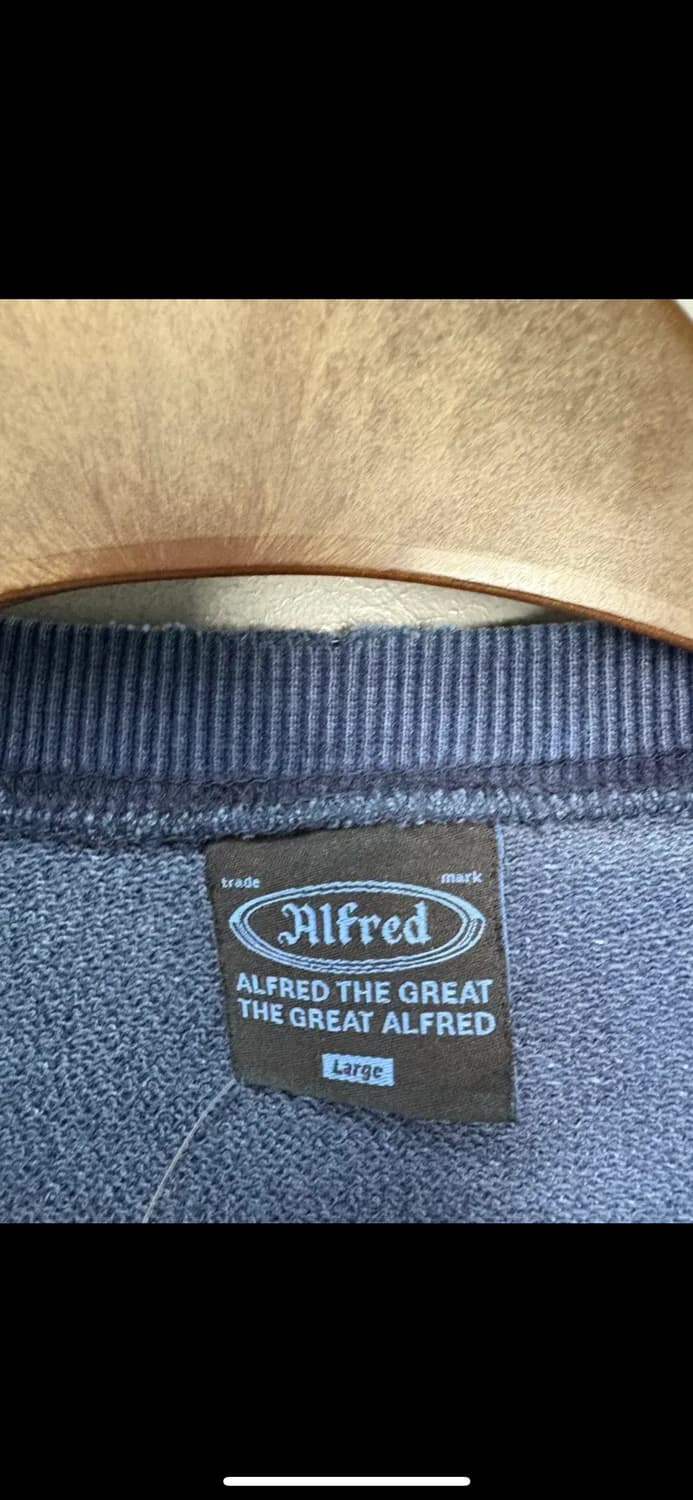 trade mark
Alfred
ALFRED THE GREAT
THE GREAT ALFRED
Large